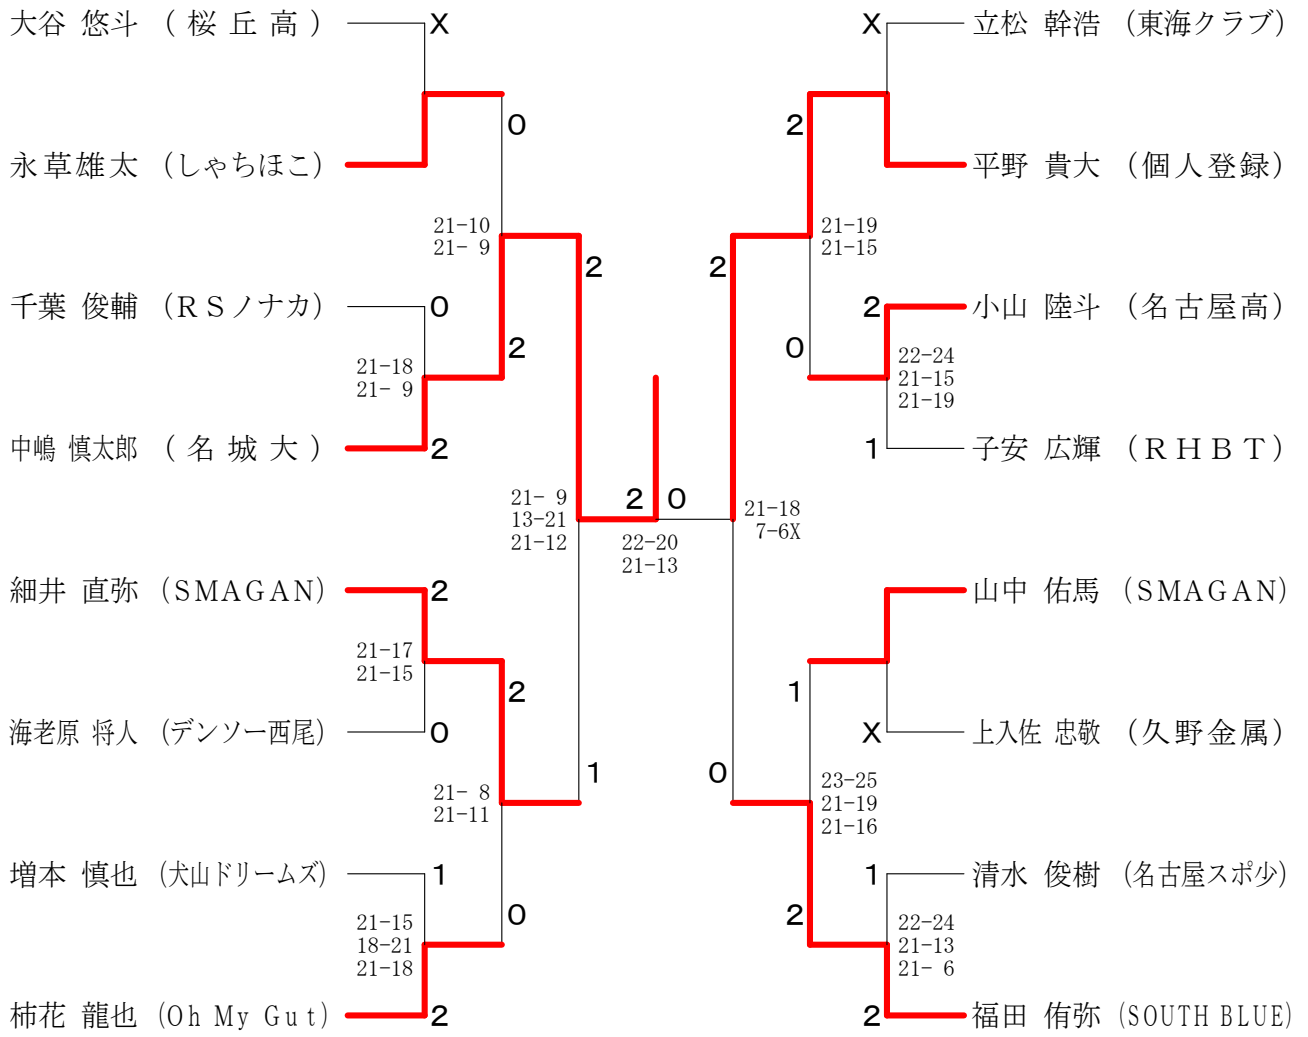 大谷 悠斗 (桜丘高) X
X 立松 幹浩 (東海クラブ)
0
2
永草雄太 (しゃちほこ)
平野 貴大 (個人登録)
21-10
21- 9
21-19
21-15
2
2
千葉 俊輔 (RSノナカ) 0
2 小山 陸斗 (名古屋高)
21-18
21- 9
2
0
22-24
21-15
21-19
中嶋 慎太郎 (名城大) 2
1 子安 広輝 (RHBT)
21- 9
13-21
21-12
2 0
22-20
21-13
21-18
7-6X
細井 直弥 (SMAGAN) 2
山中 佑馬 (SMAGAN)
21-17
21-15
2
1
海老原 将人 (デンソー西尾) 0
X 上入佐 忠敬 (久野金属)
21- 8
21-11
1
0
23-25
21-19
21-16
増本 慎也 (犬山ドリームズ) 1
1 清水 俊樹 (名古屋スポ少)
21-15
18-21
21-18
0
2
22-24
21-13
21- 6
柿花 龍也 (Oh My Gut) 2
2 福田 侑弥 (SOUTH BLUE)